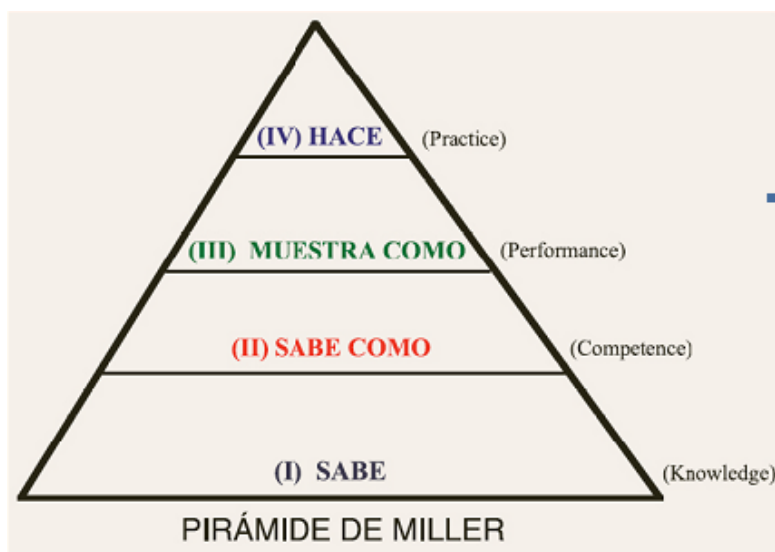 (IV) HACE (Practice)
(III) MUESTRA COMO (Performance)
(II) SABE COMO (Competence)
(I) SABE (Knowledge)
PIRÁMIDE DE MILLER